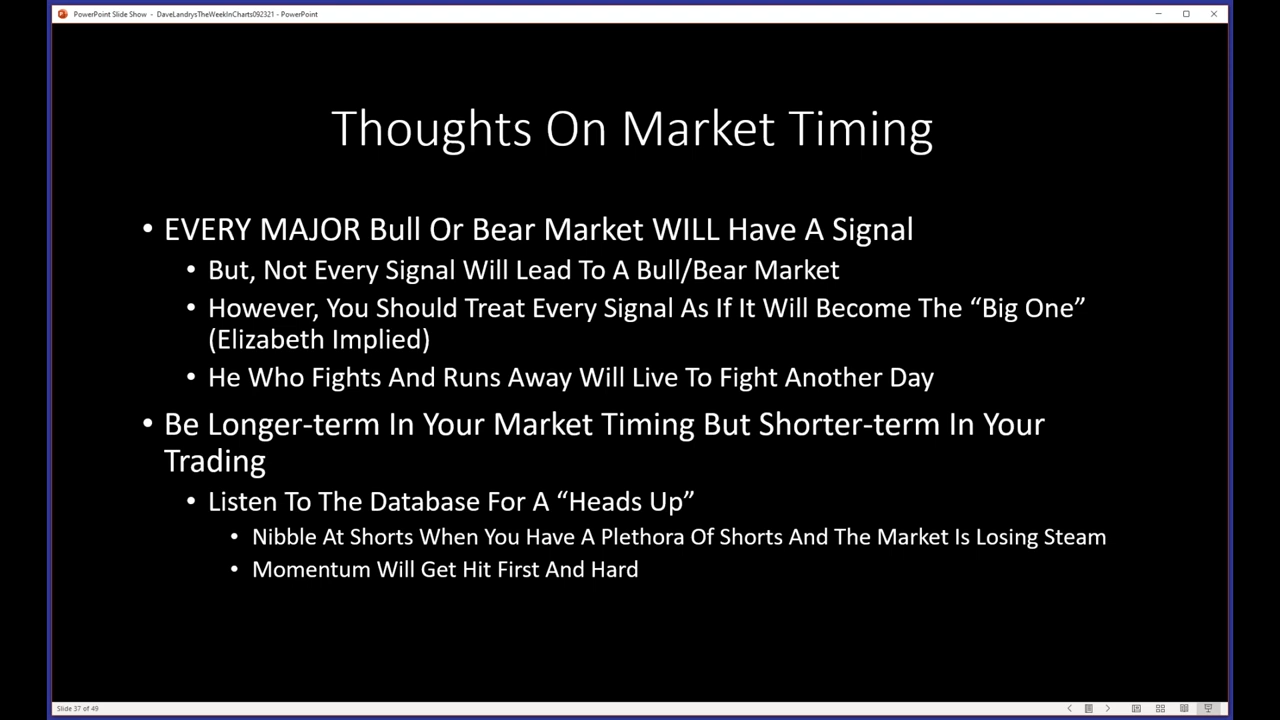 PowerPoint Slide Show - DaveLandrysTheWeekInCharts092321 - PowerPoint
Thoughts On Market Timing
• EVERY MAJOR Bull Or Bear Market WILL Have A Signal
• But, Not Every Signal Will Lead To A Bull/Bear Market
• However, You Should Treat Every Signal As If It Will Become The “Big One”
(Elizabeth Implied)
• He Who Fights And Runs Away Will Live To Fight Another Day
• Be Longer-term In Your Market Timing But Shorter-term In Your
Trading
• Listen To The Database For A “Heads Up”
• Nibble At Shorts When You Have A Plethora Of Shorts And The Market Is Losing Steam
• Momentum Will Get Hit First And Hard
Slide 37 of 49